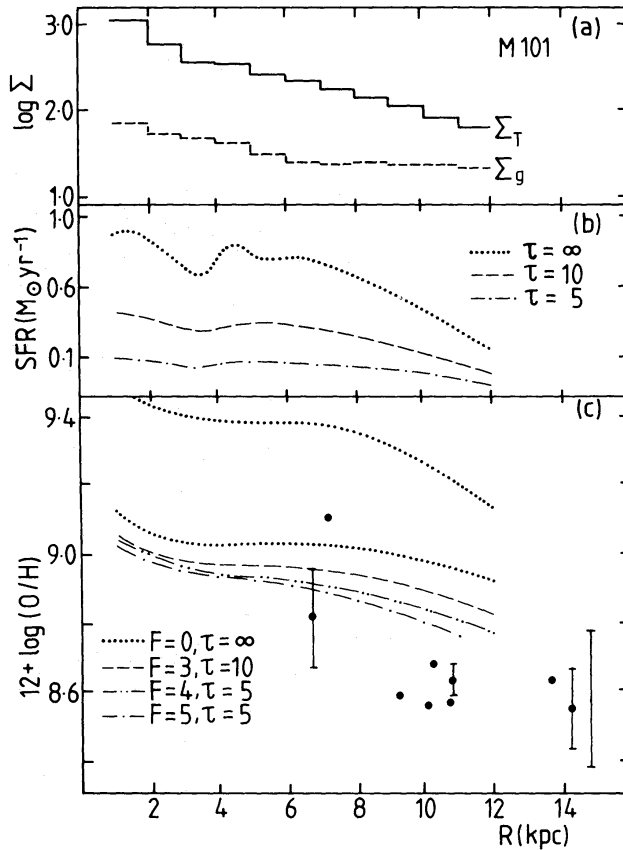 (a)
M 101
3.0
2.0
1.0
log Σ
Σ_T
Σ_g
(b)
1.0
0.6
0.1
SFR(M⊙yr⁻¹)
τ = ∞
τ = 10
τ = 5
(c)
9.4
9.0
8.6
12+ log (O/H)
F=0, τ=∞
F=3, τ=10
F=4, τ=5
F=5, τ=5
2 4 6 8 10 12 14
R(kpc)